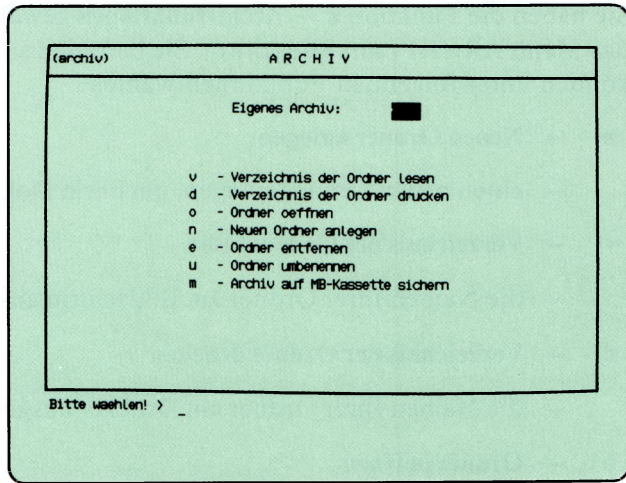 (archiv) ARCHIV
Eigenes Archiv:
v - Verzeichnis der Ordner lesen
d - Verzeichnis der Ordner drucken
o - Ordner oeffnen
n - Neuen Ordner anlegen
e - Ordner entfernen
u - Ordner umbenennen
m - Archiv auf MB-Kassette sichern
Bitte waehlen! > _